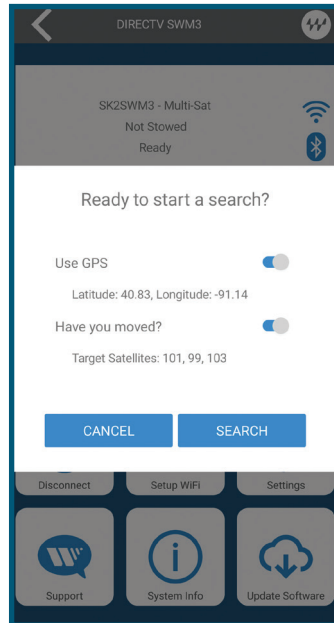 DIRECTV SWM3
SK2SWM3 - Multi-Sat
Not Stowed
Ready
Ready to start a search?
Use GPS
Latitude: 40.83, Longitude: -91.14
Have you moved?
Target Satellites: 101, 99, 103
CANCEL SEARCH
Disconnect Setup WiFi Settings
Support System Info Update Software